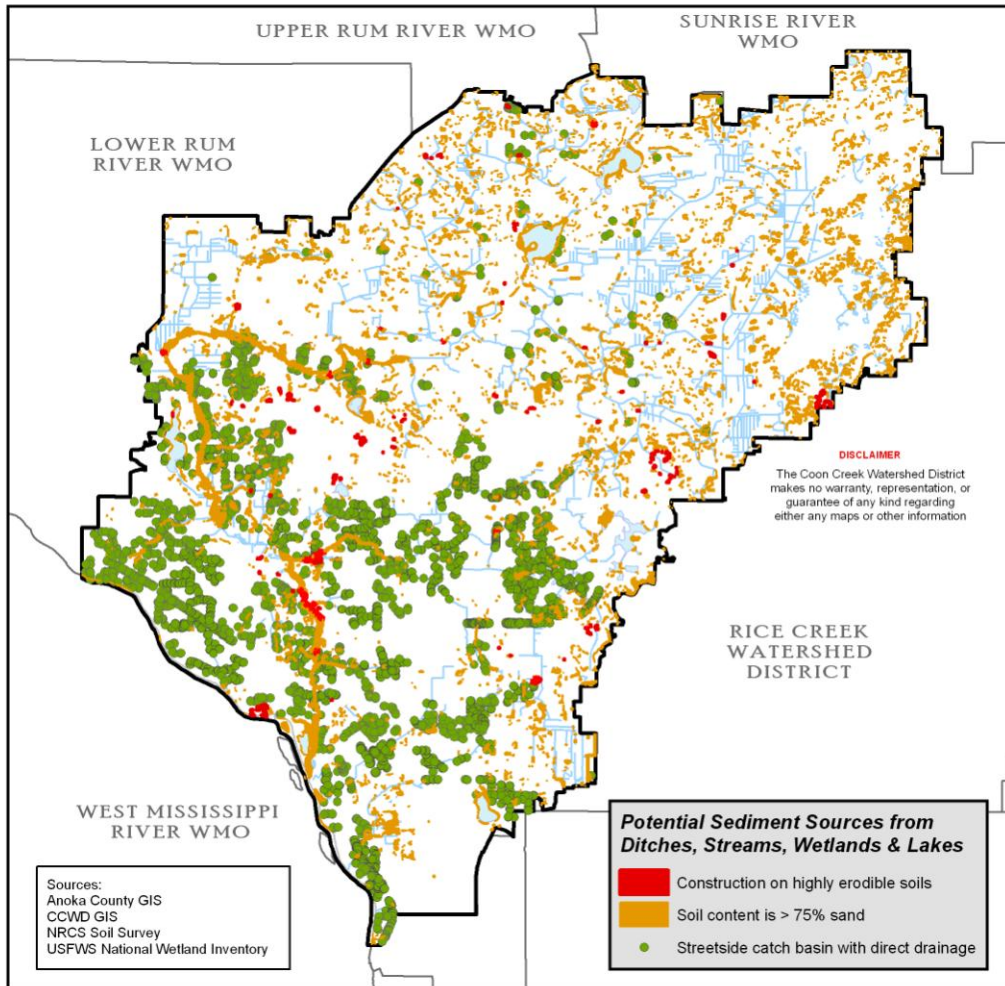 UPPER RUM RIVER WMO
SUNRISE RIVER
WMO
LOWER RUM
RIVER WMO
DISCLAIMER
The Coon Creek Watershed District
makes no warranty, representation, or
guarantee of any kind regarding
either any maps or other information
RICE CREEK
WATERSHED
DISTRICT
WEST MISSISSIPPI
RIVER WMO
Sources:
Anoka County GIS
CCWD GIS
NRCS Soil Survey
USFWS National Wetland Inventory
Potential Sediment Sources from
Ditches, Streams, Wetlands & Lakes
Construction on highly erodible soils
Soil content is > 75% sand
Streetside catch basin with direct drainage